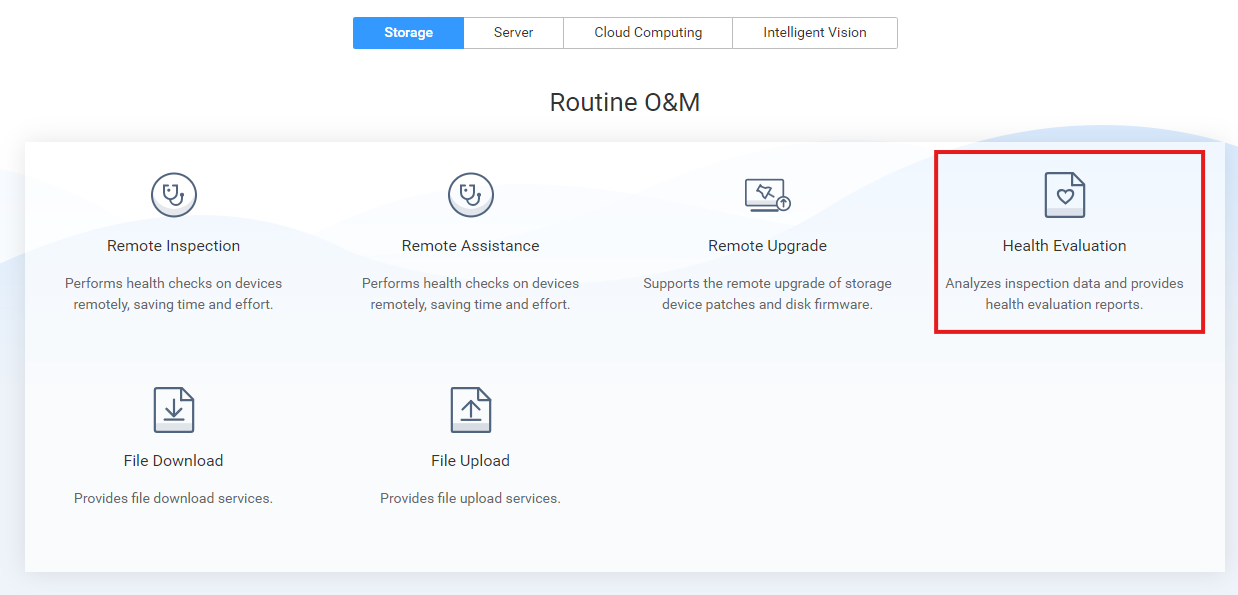 Storage
Server
Cloud Computing
Intelligent Vision
Routine O&M
Remote Inspection
Performs health checks on devices
remotely, saving time and effort.
Remote Assistance
Performs health checks on devices
remotely, saving time and effort.
Remote Upgrade
Supports the remote upgrade of storage
device patches and disk firmware.
Health Evaluation
Analyzes inspection data and provides
health evaluation reports.
File Download
Provides file download services.
File Upload
Provides file upload services.